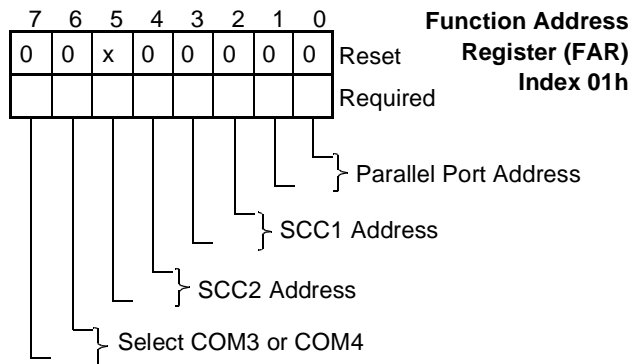 7 6 5 4 3 2 1 0
Function Address
Register (FAR)
Index 01h
0 0 x 0 0 0 0 0 Reset
Required
Parallel Port Address
SCC1 Address
SCC2 Address
Select COM3 or COM4